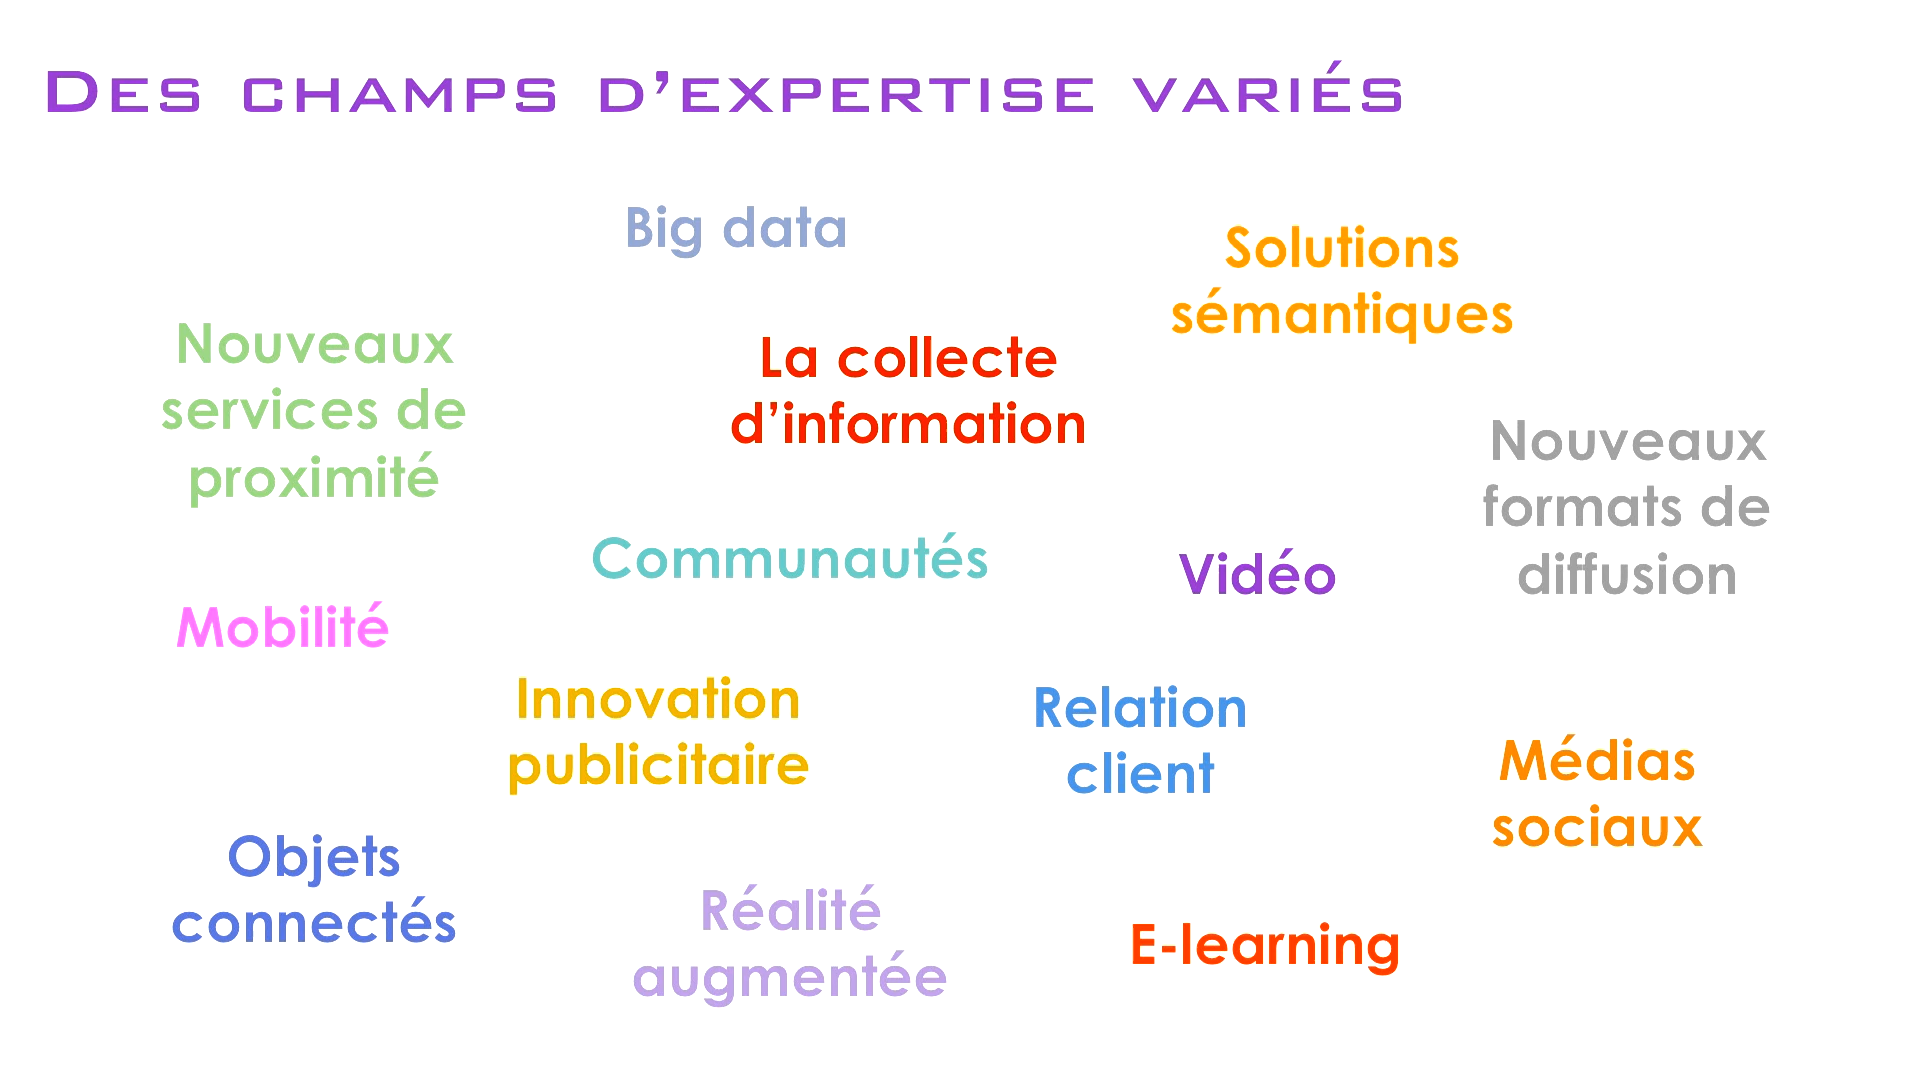 Des champs d’expertise variés
Big data
Solutions
sémantiques
Nouveaux
services de
proximité
La collecte
d’information
Nouveaux
formats de
diffusion
Communautés
Vidéo
Mobilité
Innovation
publicitaire
Relation
client
Médias
sociaux
Objets
connectés
Réalité
augmentée
E-learning